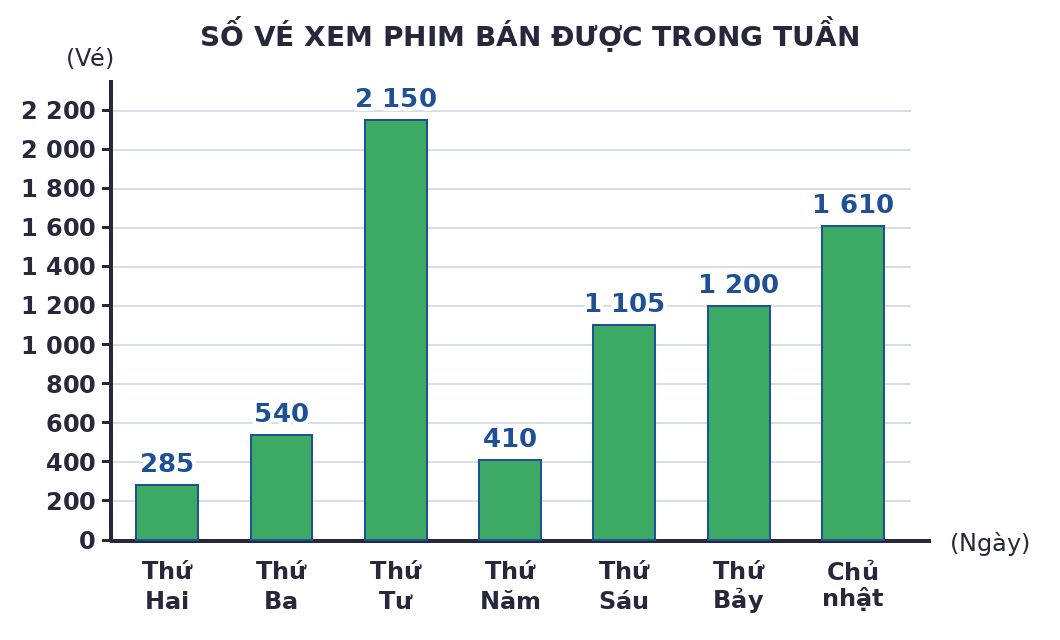 SỐ VÉ XEM PHIM BÁN ĐƯỢC TRONG TUẦN
(Vé)
2 200
2 000
1 800
1 600
1 400
1 200
1 000
800
600
400
200
0
285
540
2 150
410
1 105
1 200
1 610
(Ngày)
Thứ
Hai
Thứ
Ba
Thứ
Tư
Thứ
Năm
Thứ
Sáu
Thứ
Bảy
Chủ
nhật